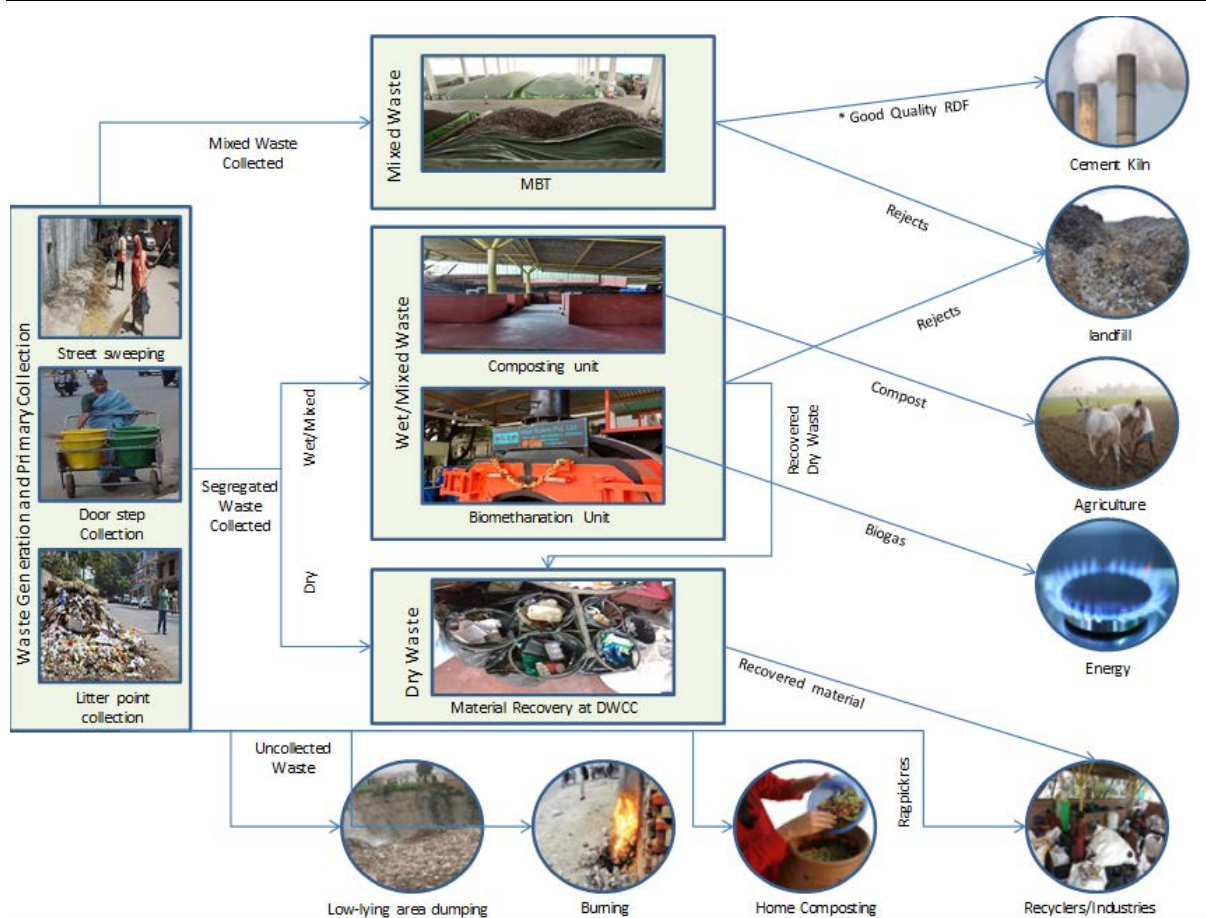 Waste Generation and Primary Collection
Street sweeping
Door step
Collection
Litter point
collection
Mixed Waste
Collected
Segregated
Waste
Collected
Wet/Mixed
Dry
Uncollected
Waste
Mixed Waste
MBT
Wet/Mixed Waste
Composting unit
Biomethanation Unit
Recovered
Dry Waste
Dry Waste
Material Recovery at DWCC
* Good Quality RDF
Rejects
Rejects
Compost
Biogas
Recovered material
Ragpickres
Cement Kiln
landfill
Agriculture
Energy
Low-lying area dumping
Burning
Home Composting
Recyclers/Industries